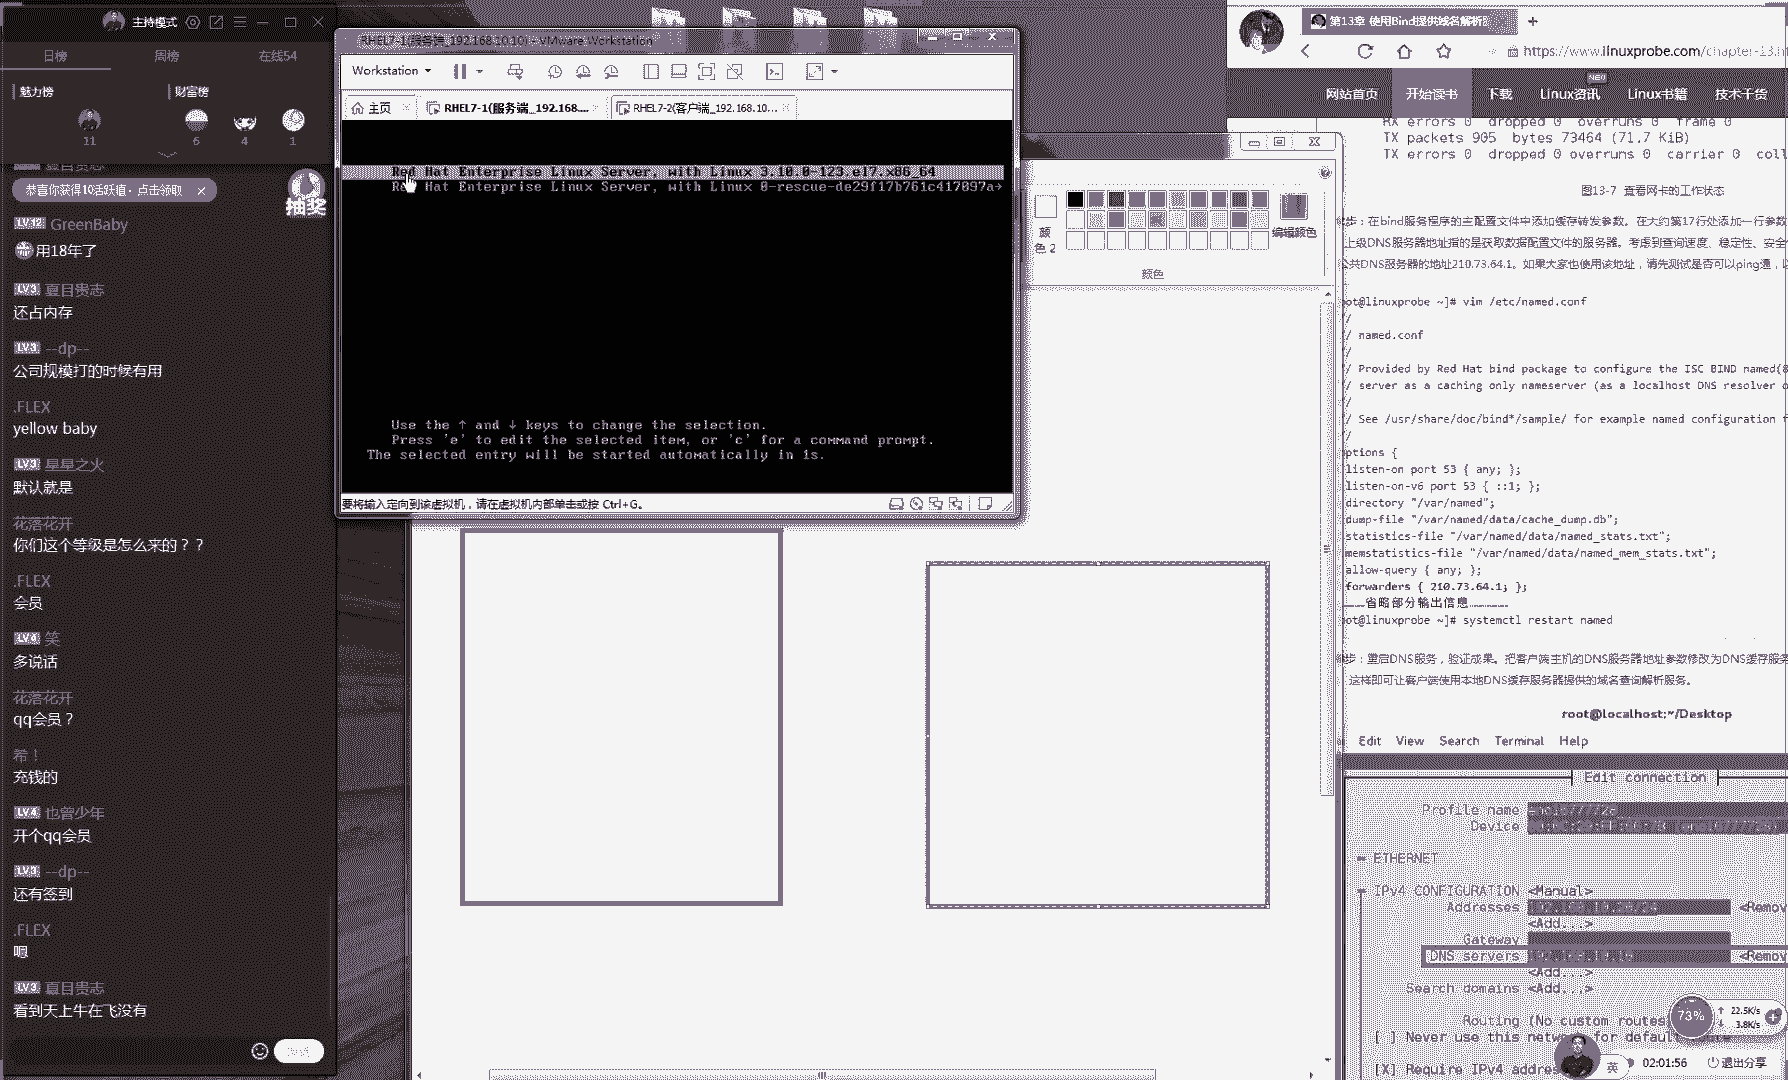 主持模式
日榜 周榜 在线54
魅力榜 财富榜
11 6 4 1
恭喜你获得10活跃值，点击领取
抽奖
LV.12 GreenBaby
用18年了
LV.3 夏目贵志
还占内存
LV.3 --dp--
公司规模打的时候有用
.FLEX
yellow baby
LV.3 星星之火
默认就是
花落花开
你们这个等级是怎么来的？？
.FLEX
会员
LV.4 笑
多说话
花落花开
qq会员？
希！
充钱的
LV.4 也曾少年
开个qq会员
LV.3 --dp--
还有签到
.FLEX
嗯
LV.3 夏目贵志
看到天上牛在飞没有
RHEL7-1(服务端_192.168.10.10) - VMware Workstation
Workstation
主页
RHEL7-1(服务端_192.168....
RHEL7-2(客户端_192.168.10...
Red Hat Enterprise Linux Server, with Linux 3.10.0-123.el7.x86_64
Red Hat Enterprise Linux Server, with Linux 0-rescue-de29f17b761c417097a→
Use the ↑ and ↓ keys to change the selection.
Press 'e' to edit the selected item, or 'c' for a command prompt.
The selected entry will be started automatically in 1s.
要将输入定向到该虚拟机，请在虚拟机内部单击或按 Ctrl+G。
颜
色 2
编辑颜色
颜色
第13章 使用Bind提供域名解析服
https://www.linuxprobe.com/chapter-13.h
网站首页 开始读书 下载 Linux资讯 Linux书籍 技术干货
NEW
RX errors 0 dropped 0 overruns 0 frame 0
TX packets 905 bytes 73464 (71.7 KiB)
TX errors 0 dropped 0 overruns 0 carrier 0 coll
图13-7 查看网卡的工作状态
步：在bind服务程序的主配置文件中添加缓存转发参数。在大约第17行处添加一行参数
上级DNS服务器地址指的是获取数据配置文件的服务器。考虑到查询速度、稳定性、安全
公共DNS服务器的地址210.73.64.1。如果大家也使用该地址，请先测试是否可以ping通，以
ot@linuxprobe ~]# vim /etc/named.conf
/
/ named.conf
/
/ Provided by Red Hat bind package to configure the ISC BIND named(8
/ server as a caching only nameserver (as a localhost DNS resolver o
/
/ See /usr/share/doc/bind*/sample/ for example named configuration f
/
ptions {
listen-on port 53 { any; };
listen-on-v6 port 53 { ::1; };
directory "/var/named";
dump-file "/var/named/data/cache_dump.db";
statistics-file "/var/named/data/named_stats.txt";
memstatistics-file "/var/named/data/named_mem_stats.txt";
allow-query { any; };
forwarders { 210.73.64.1; };
………省略部分输出信息………
ot@linuxprobe ~]# systemctl restart named
步：重启DNS服务，验证成果。把客户端主机的DNS服务器地址参数修改为DNS缓存服务
这样即可让客户端使用本地DNS缓存服务器提供的域名查询解析服务。
root@localhost:~/Desktop
Edit View Search Terminal Help
Edit connection
Profile name
Device
ETHERNET
IPv4 CONFIGURATION <Manual>
Addresses <Remov
<Add...>
Gateway
DNS servers <Remov
<Add...>
Search domains <Add...>
Routing (No custom routes
[ ] Never use this network for default
[X] Require IPv4 addre
73%
22.5K/s
3.8K/s
英 02:01:56 退出分享